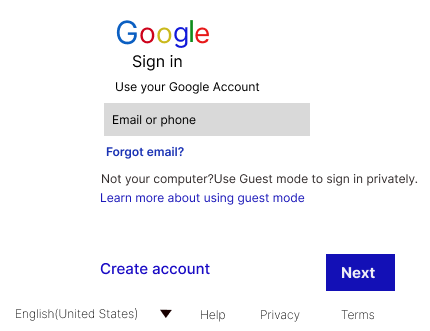 Google
Sign in
Use your Google Account
Email or phone
Forgot email?
Not your computer?Use Guest mode to sign in privately.
Learn more about using guest mode
Create account
Next
English(United States) Help Privacy Terms